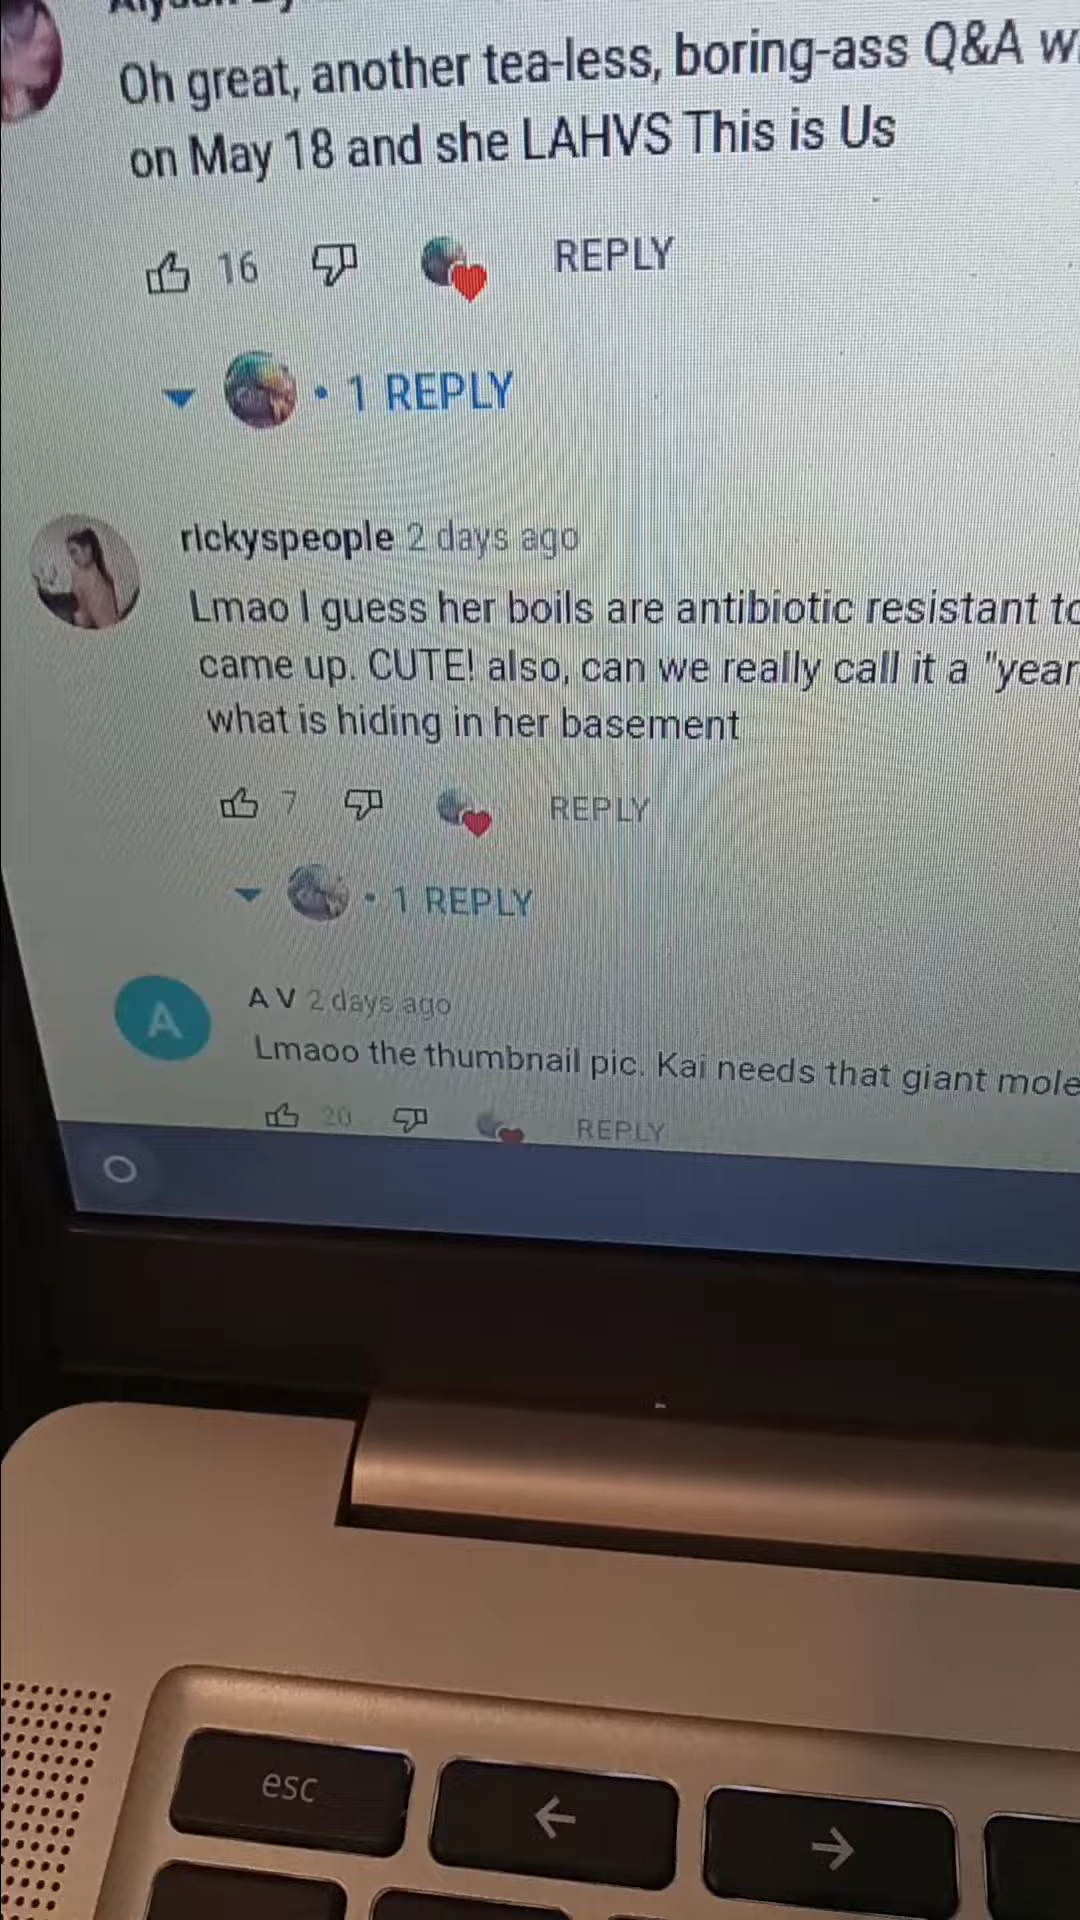 Oh great, another tea-less, boring-ass Q&A
on May 18 and she LAHVS This is Us
16 REPLY
• 1 REPLY
rickyspeople 2 days ago
Lmao I guess her boils are antibiotic resistant
came up. CUTE! also, can we really call it a "year
what is hiding in her basement
7 REPLY
• 1 REPLY
A
A V 2 days ago
Lmaoo the thumbnail pic. Kai needs that giant mole
20 REPLY
esc
← →